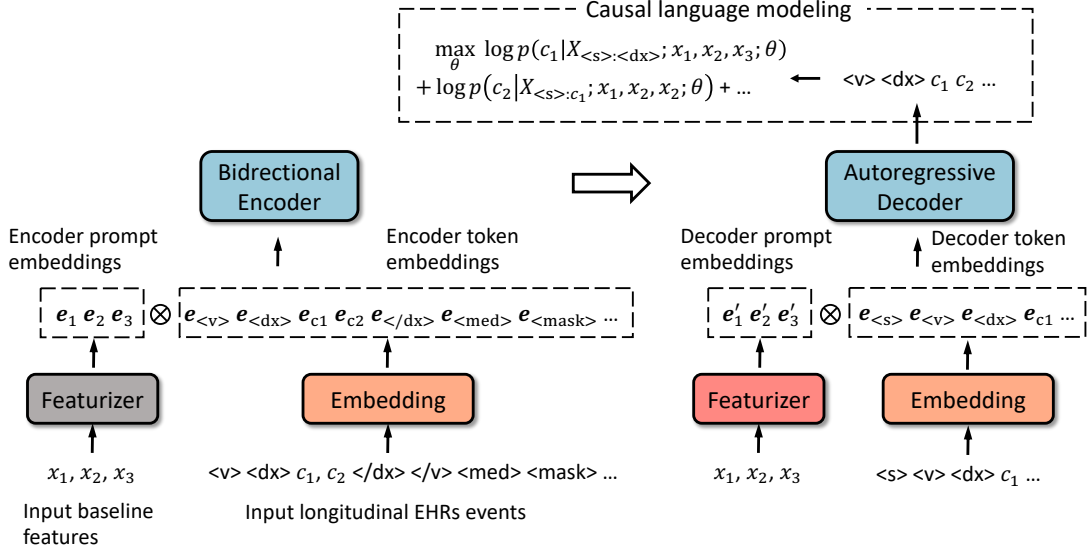 Causal language modeling
max log p(c₁|X<s>:<dx>; x₁, x₂, x₃; θ)
θ
+ log p(c₂|X<s>:c₁; x₁, x₂, x₂; θ) + ...
<v> <dx> c₁ c₂ ...
Bidrectional
Encoder
Autoregressive
Decoder
Encoder prompt
embeddings
Encoder token
embeddings
Decoder prompt
embeddings
Decoder token
embeddings
e₁ e₂ e₃ ⊗ e<v> e<dx> ec1 ec2 e</dx> e<med> e<mask> ...
e′₁ e′₂ e′₃ ⊗ e<s> e<v> e<dx> ec1 ...
Featurizer
Embedding
Featurizer
Embedding
x₁, x₂, x₃
<v> <dx> c₁, c₂ </dx> </v> <med> <mask> ...
x₁, x₂, x₃
<s> <v> <dx> c₁ ...
Input baseline
features
Input longitudinal EHRs events